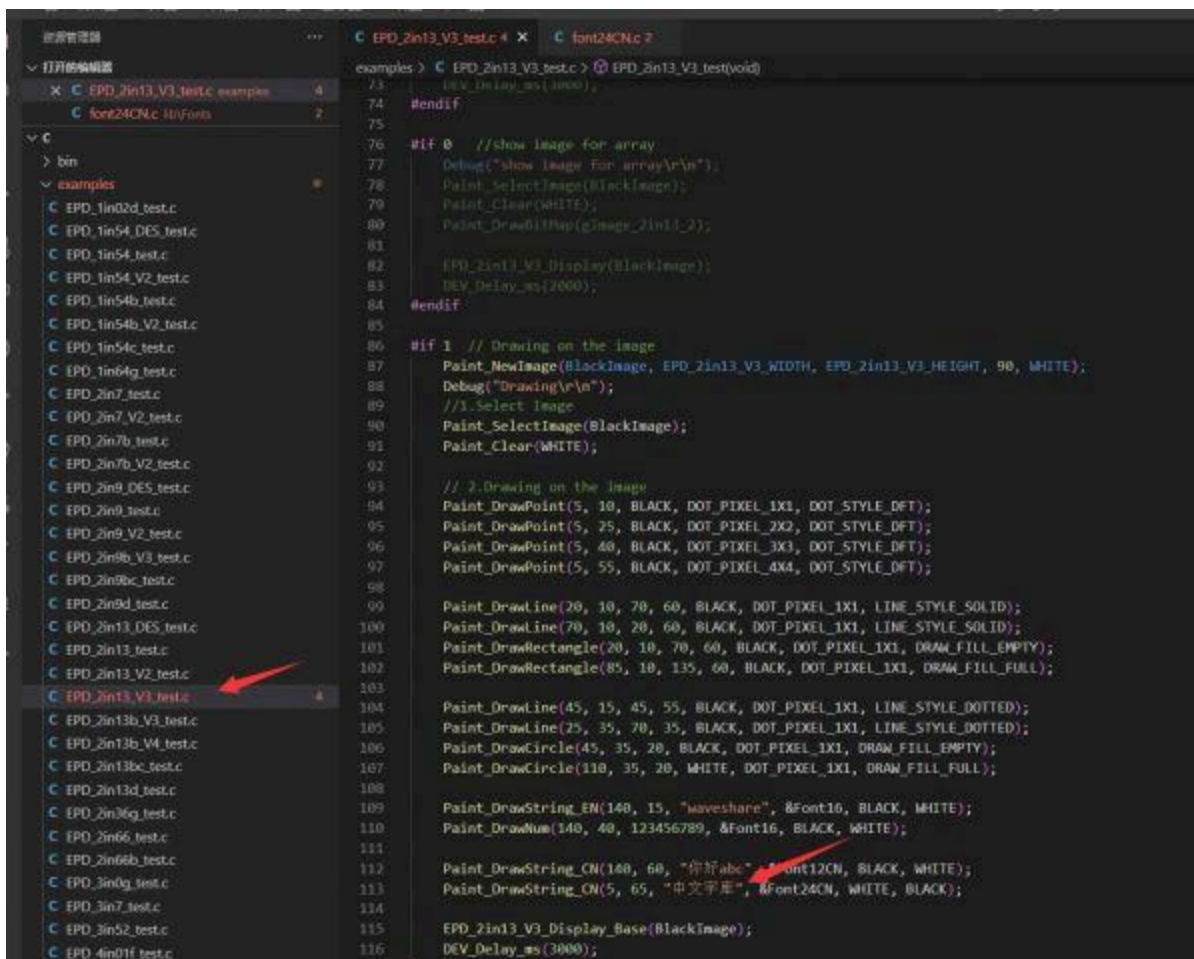 资源管理器 ...
打开的编辑器
C EPD_2in13_V3_test.c examples 4
C font24CN.c lib\Fonts 2
C
bin
examples
C EPD_1in02d_test.c
C EPD_1in54_DES_test.c
C EPD_1in54_test.c
C EPD_1in54_V2_test.c
C EPD_1in54b_test.c
C EPD_1in54b_V2_test.c
C EPD_1in54c_test.c
C EPD_1in64g_test.c
C EPD_2in7_test.c
C EPD_2in7_V2_test.c
C EPD_2in7b_test.c
C EPD_2in7b_V2_test.c
C EPD_2in9_DES_test.c
C EPD_2in9_test.c
C EPD_2in9_V2_test.c
C EPD_2in9b_V3_test.c
C EPD_2in9bc_test.c
C EPD_2in9d_test.c
C EPD_2in13_DES_test.c
C EPD_2in13_test.c
C EPD_2in13_V2_test.c
C EPD_2in13_V3_test.c 4
C EPD_2in13b_V3_test.c
C EPD_2in13b_V4_test.c
C EPD_2in13bc_test.c
C EPD_2in13d_test.c
C EPD_2in36g_test.c
C EPD_2in66_test.c
C EPD_2in66b_test.c
C EPD_3in0g_test.c
C EPD_3in7_test.c
C EPD_3in52_test.c
C EPD_4in01f_test.c
C EPD_2in13_V3_test.c 4 × C font24CN.c 2
examples > C EPD_2in13_V3_test.c > EPD_2in13_V3_test(void)
73 DEV_Delay_ms(3000);
74 #endif
75
76 #if 0 //show image for array
77 Debug("show image for array\r\n");
78 Paint_SelectImage(BlackImage);
79 Paint_Clear(WHITE);
80 Paint_DrawBitMap(gImage_2in13_2);
81
82 EPD_2in13_V3_Display(BlackImage);
83 DEV_Delay_ms(2000);
84 #endif
85
86 #if 1 // Drawing on the image
87 Paint_NewImage(BlackImage, EPD_2in13_V3_WIDTH, EPD_2in13_V3_HEIGHT, 90, WHITE);
88 Debug("Drawing\r\n");
89 //1.Select Image
90 Paint_SelectImage(BlackImage);
91 Paint_Clear(WHITE);
92
93 // 2.Drawing on the image
94 Paint_DrawPoint(5, 10, BLACK, DOT_PIXEL_1X1, DOT_STYLE_DFT);
95 Paint_DrawPoint(5, 25, BLACK, DOT_PIXEL_2X2, DOT_STYLE_DFT);
96 Paint_DrawPoint(5, 40, BLACK, DOT_PIXEL_3X3, DOT_STYLE_DFT);
97 Paint_DrawPoint(5, 55, BLACK, DOT_PIXEL_4X4, DOT_STYLE_DFT);
98
99 Paint_DrawLine(20, 10, 70, 60, BLACK, DOT_PIXEL_1X1, LINE_STYLE_SOLID);
100 Paint_DrawLine(70, 10, 20, 60, BLACK, DOT_PIXEL_1X1, LINE_STYLE_SOLID);
101 Paint_DrawRectangle(20, 10, 70, 60, BLACK, DOT_PIXEL_1X1, DRAW_FILL_EMPTY);
102 Paint_DrawRectangle(85, 10, 135, 60, BLACK, DOT_PIXEL_1X1, DRAW_FILL_FULL);
103
104 Paint_DrawLine(45, 15, 45, 55, BLACK, DOT_PIXEL_1X1, LINE_STYLE_DOTTED);
105 Paint_DrawLine(25, 35, 70, 35, BLACK, DOT_PIXEL_1X1, LINE_STYLE_DOTTED);
106 Paint_DrawCircle(45, 35, 20, BLACK, DOT_PIXEL_1X1, DRAW_FILL_EMPTY);
107 Paint_DrawCircle(110, 35, 20, WHITE, DOT_PIXEL_1X1, DRAW_FILL_FULL);
108
109 Paint_DrawString_EN(140, 15, "waveshare", &Font16, BLACK, WHITE);
110 Paint_DrawNum(140, 40, 123456789, &Font16, BLACK, WHITE);
111
112 Paint_DrawString_CN(140, 60, "你好abc", &Font12CN, BLACK, WHITE);
113 Paint_DrawString_CN(5, 65, "中文字库", &Font24CN, WHITE, BLACK);
114
115 EPD_2in13_V3_Display_Base(BlackImage);
116 DEV_Delay_ms(3000);